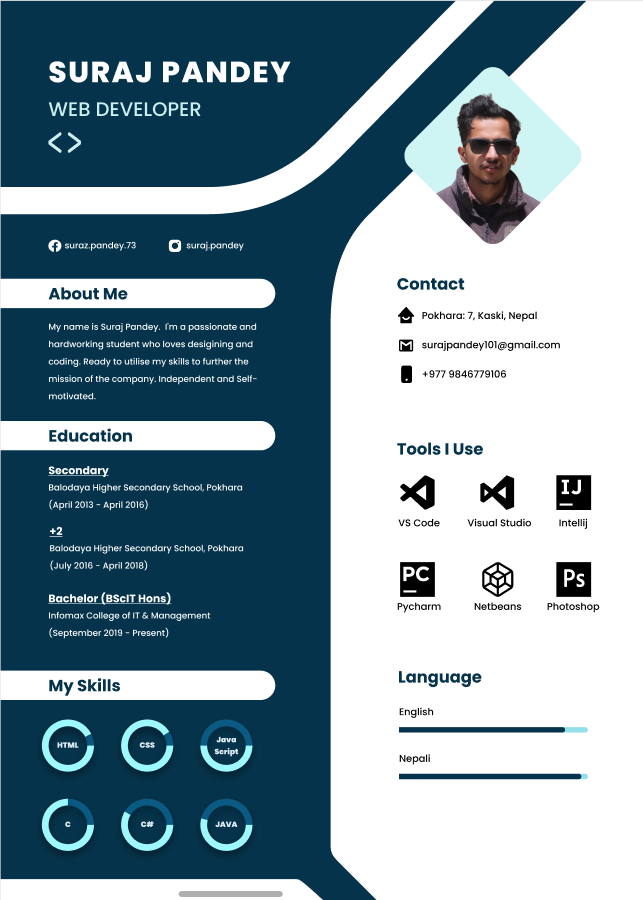 SURAJ PANDEY
WEB DEVELOPER
<>
suraz.pandey.73
suraj.pandey
About Me
My name is Suraj Pandey. I'm a passionate and
hardworking student who loves desigining and
coding. Ready to utilise my skills to further the
mission of the company. Independent and Self-
motivated.
Education
Secondary
Balodaya Higher Secondary School, Pokhara
(April 2013 - April 2016)
+2
Balodaya Higher Secondary School, Pokhara
(July 2016 - April 2018)
Bachelor (BScIT Hons)
Infomax College of IT & Management
(September 2019 - Present)
My Skills
HTML
CSS
Java
Script
C
C#
JAVA
Contact
Pokhara: 7, Kaski, Nepal
surajpandey101@gmail.com
+977 9846779106
Tools I Use
VS Code
Visual Studio
IJ
Intellij
PC
Pycharm
Netbeans
Ps
Photoshop
Language
English
Nepali